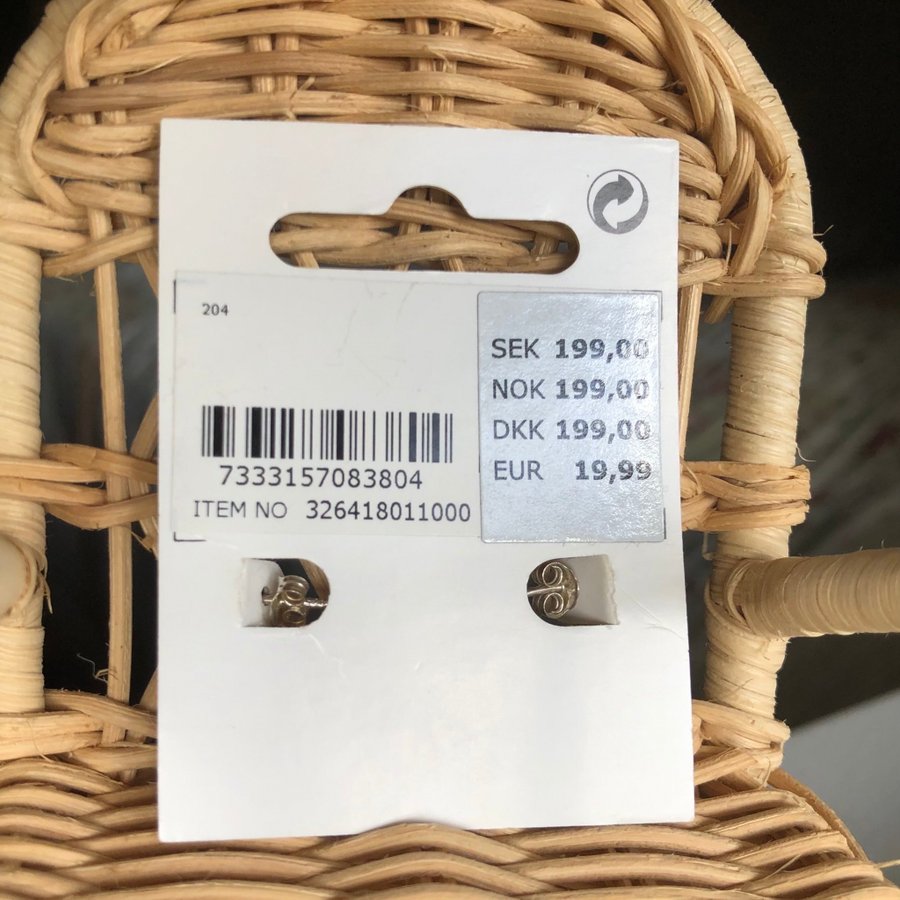 204
7333157083804
ITEM NO 326418011000
SEK 199,00
NOK 199,00
DKK 199,00
EUR 19,99